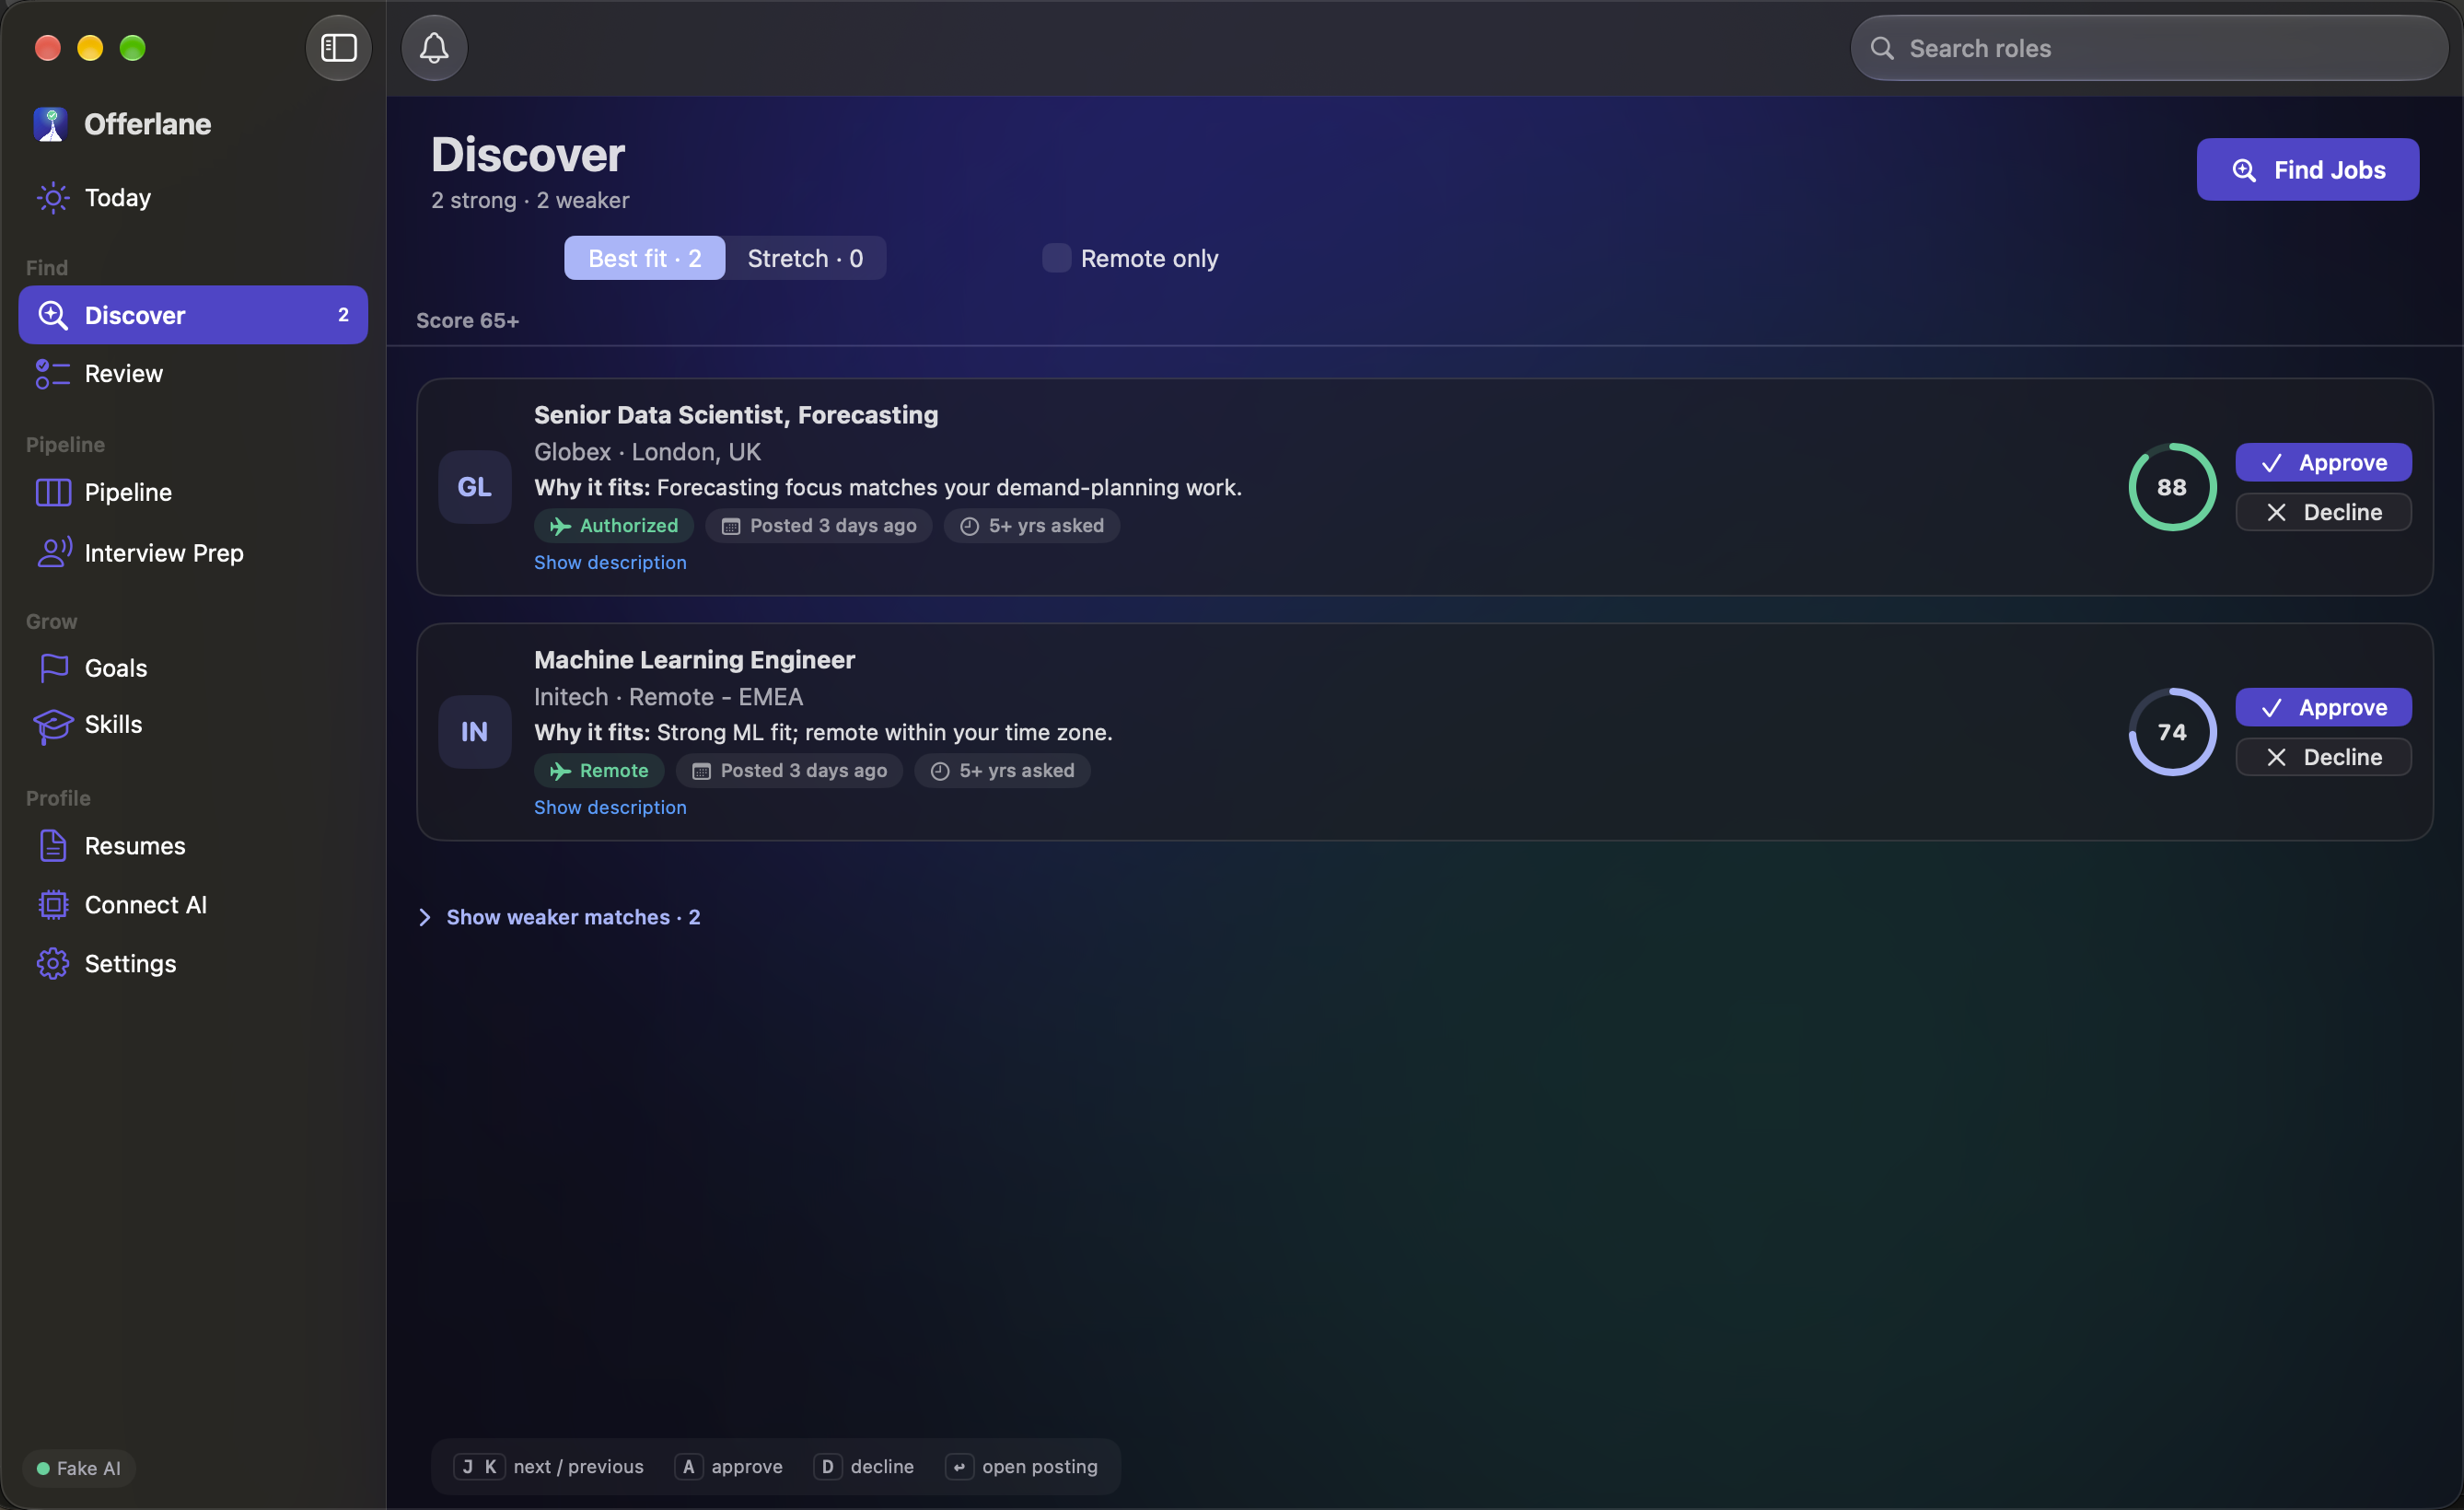 Search roles
Offerlane
Today
Find
Discover 2
Review
Pipeline
Pipeline
Interview Prep
Grow
Goals
Skills
Profile
Resumes
Connect AI
Settings
Fake AI
Discover
2 strong · 2 weaker
Find Jobs
Best fit · 2 Stretch · 0 Remote only
Score 65+
GL
Senior Data Scientist, Forecasting
Globex · London, UK
Why it fits: Forecasting focus matches your demand-planning work.
Authorized Posted 3 days ago 5+ yrs asked
Show description
88
Approve
Decline
IN
Machine Learning Engineer
Initech · Remote - EMEA
Why it fits: Strong ML fit; remote within your time zone.
Remote Posted 3 days ago 5+ yrs asked
Show description
74
Approve
Decline
Show weaker matches · 2
J K next / previous A approve D decline ↩ open posting